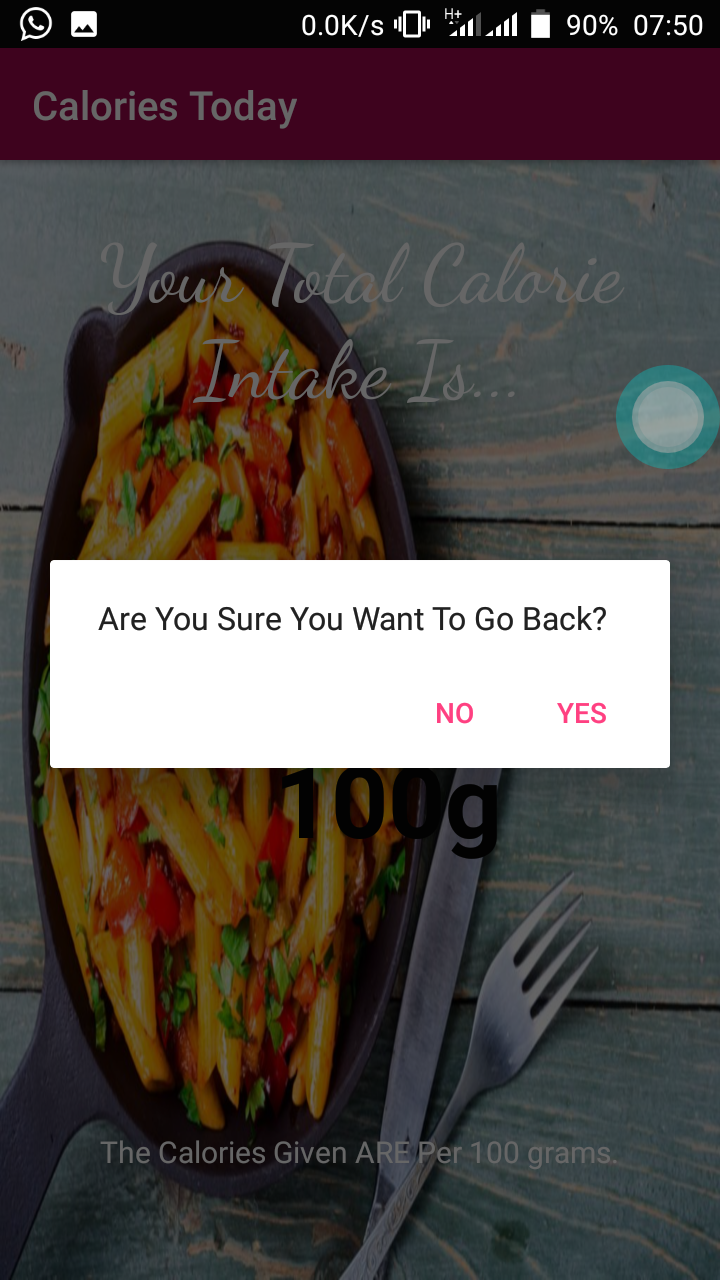 0.0K/s H+ 90% 07:50
Calories Today
Your Total Calorie
Intake Is...
Are You Sure You Want To Go Back?
NO YES
100g
The Calories Given ARE Per 100 grams.